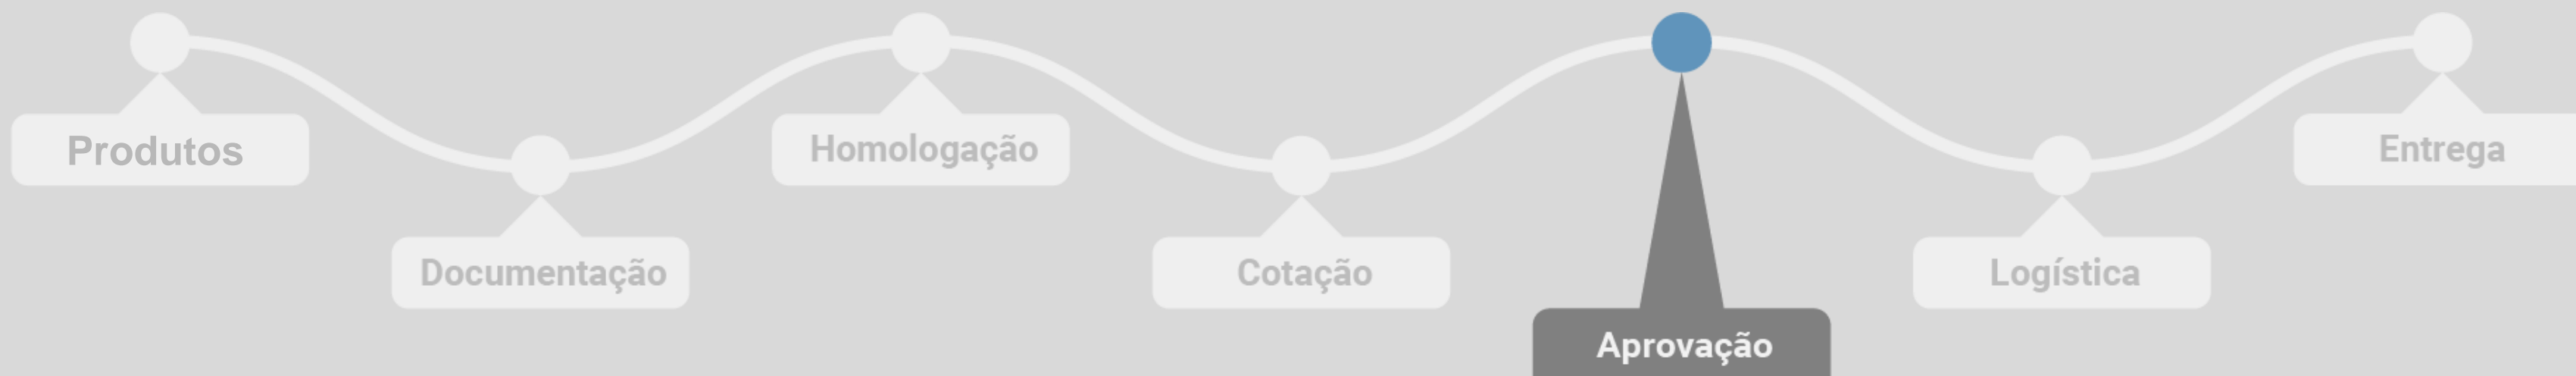 Produtos
Documentação
Homologação
Cotação
Aprovação
Logística
Entrega